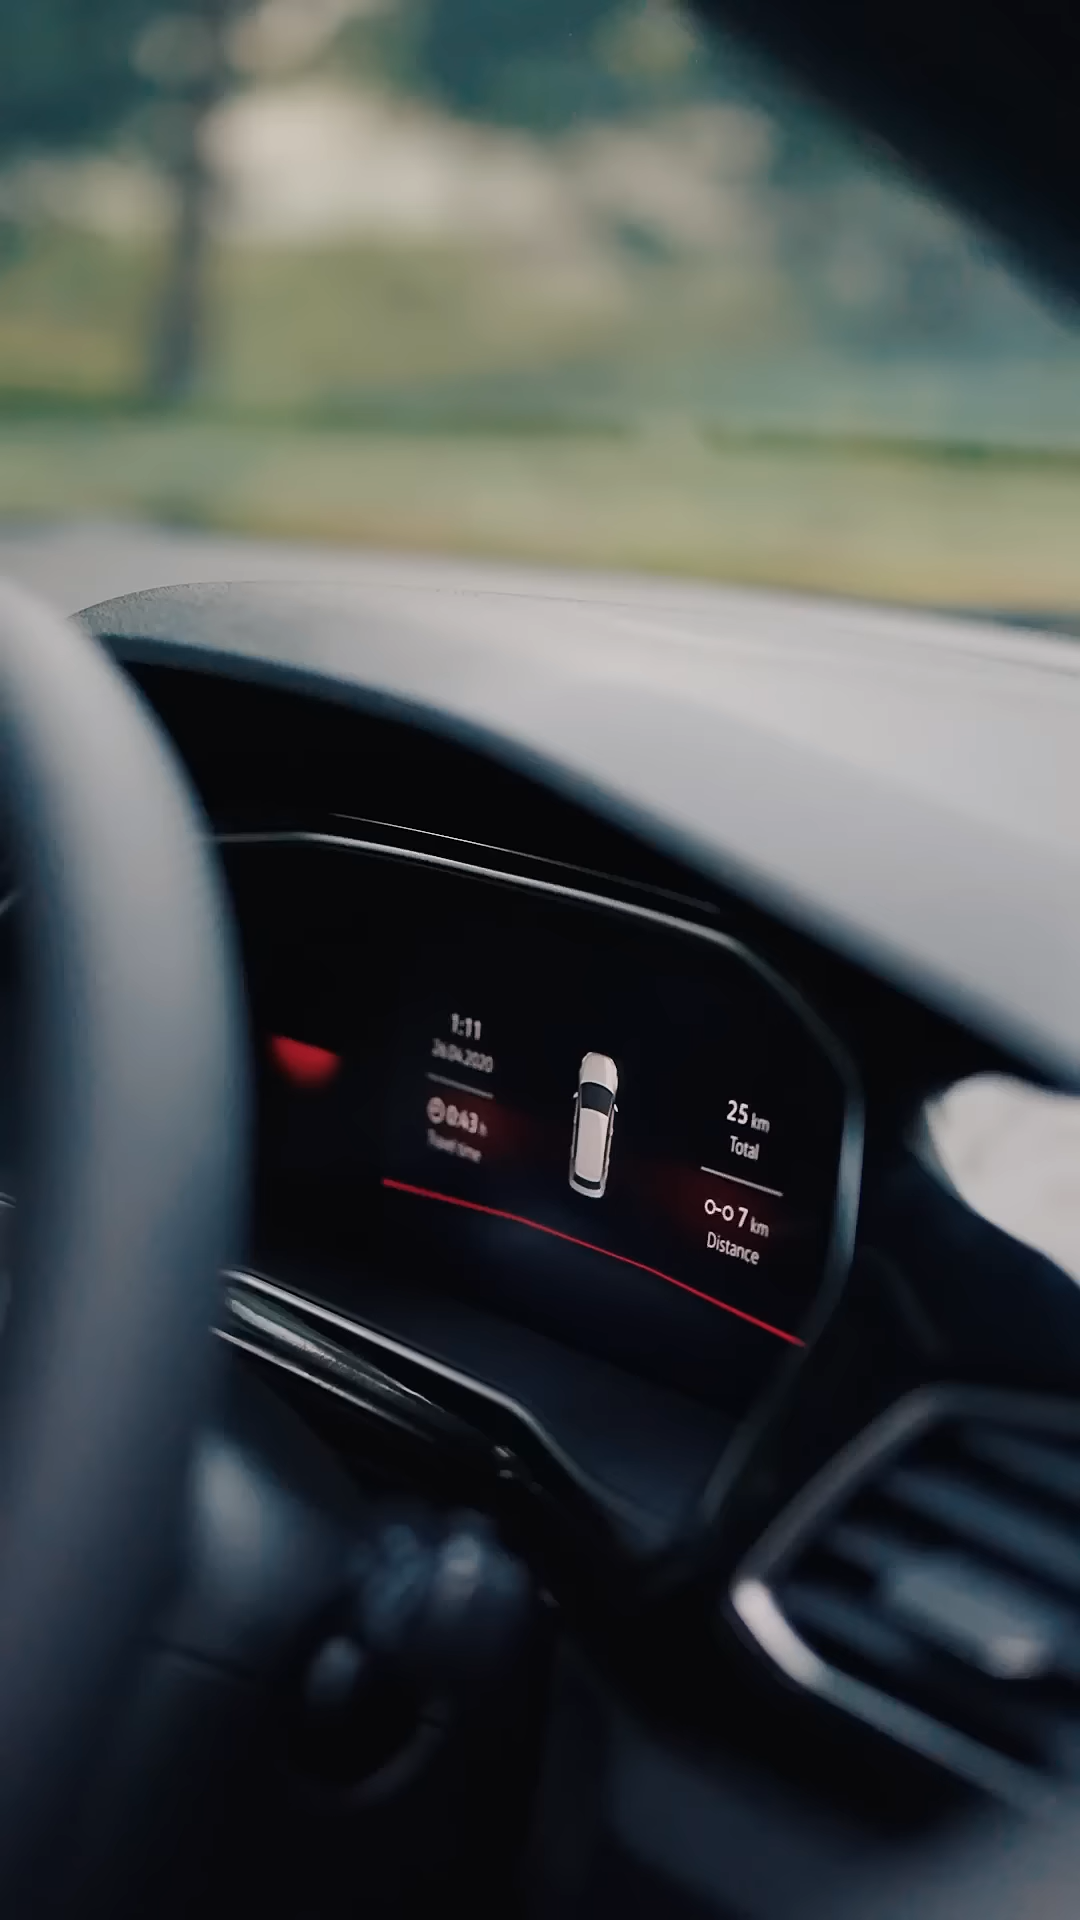 1:11
26.04.2020
0:43 h
Travel time
25 km
Total
7 km
Distance